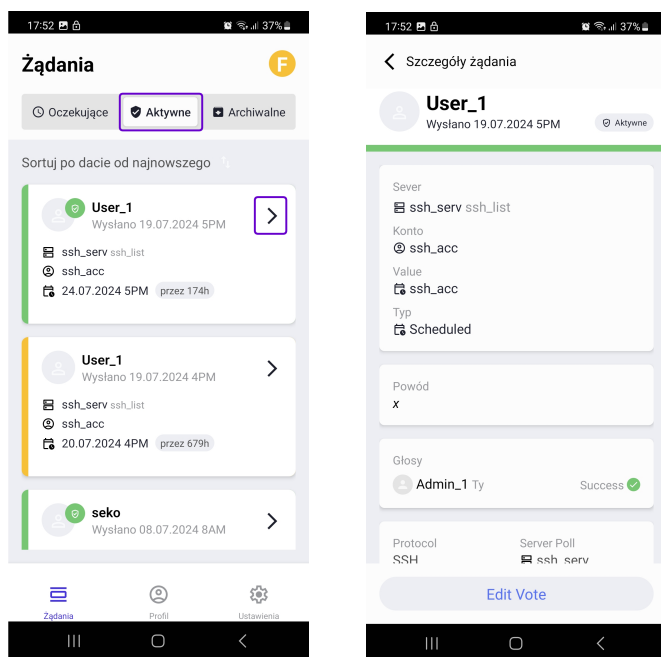 17:52 37%
Żądania F
Oczekujące Aktywne Archiwalne
Sortuj po dacie od najnowszego
User_1
Wysłano 19.07.2024 5PM
ssh_serv ssh_list
ssh_acc
24.07.2024 5PM przez 174h
User_1
Wysłano 19.07.2024 4PM
ssh_serv ssh_list
ssh_acc
20.07.2024 4PM przez 679h
seko
Wysłano 08.07.2024 8AM
Żądania Profil Ustawienia
17:52 37%
Szczegóły żądania
User_1
Wysłano 19.07.2024 5PM Aktywne
Sever
ssh_serv ssh_list
Konto
ssh_acc
Value
ssh_acc
Typ
Scheduled
Powód
x
Głosy
Admin_1 Ty Success
Protocol Server Poll
SSH ssh_serv
Edit Vote